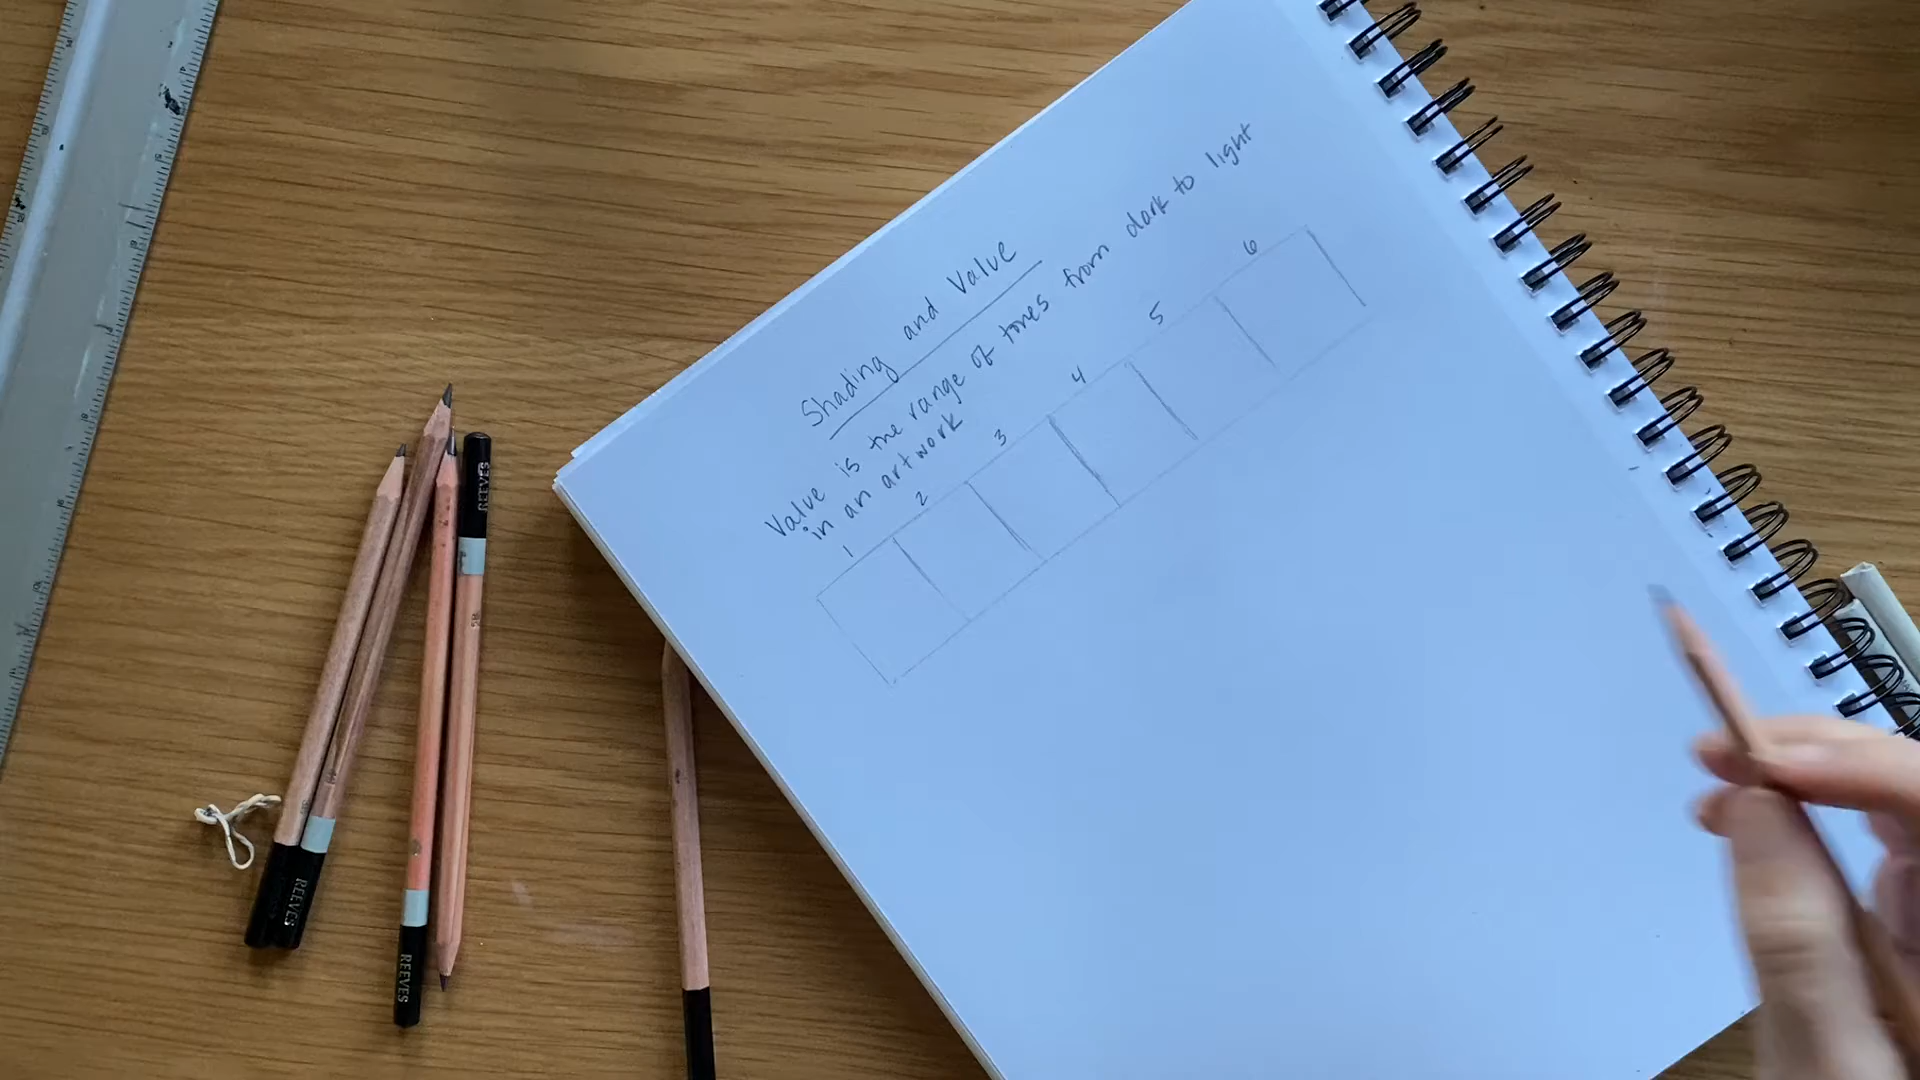 Shading and Value
Value is the range of tones from dark to light
in an artwork
1 2 3 4 5 6
REEVES
REEVES
REEVES